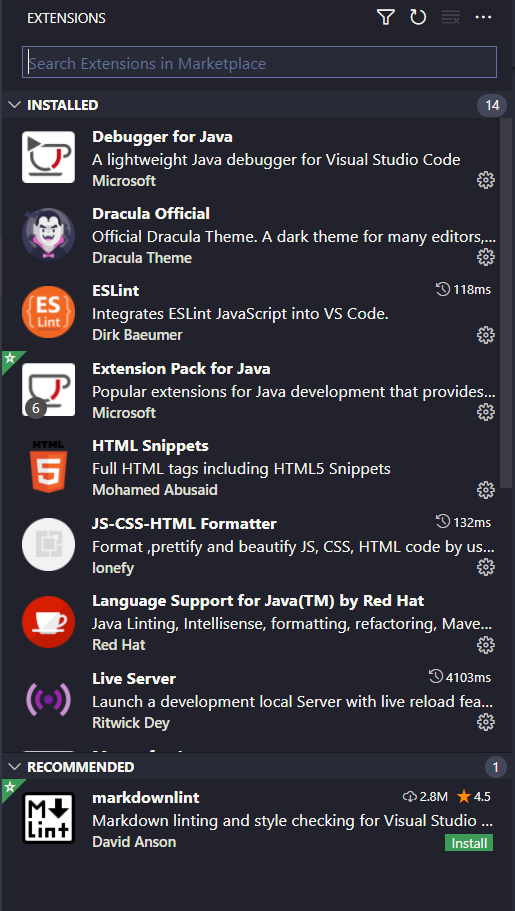 EXTENSIONS
Search Extensions in Marketplace
INSTALLED 14
Debugger for Java
A lightweight Java debugger for Visual Studio Code
Microsoft
Dracula Official
Official Dracula Theme. A dark theme for many editors,...
Dracula Theme
ES
Lint
ESLint 118ms
Integrates ESLint JavaScript into VS Code.
Dirk Baeumer
Extension Pack for Java
Popular extensions for Java development that provides...
6
Microsoft
HTML
5
HTML Snippets
Full HTML tags including HTML5 Snippets
Mohamed Abusaid
JS-CSS-HTML Formatter 132ms
Format ,prettify and beautify JS, CSS, HTML code by us...
lonefy
Language Support for Java(TM) by Red Hat
Java Linting, Intellisense, formatting, refactoring, Mave...
Red Hat
Live Server 4103ms
Launch a development local Server with live reload fea...
Ritwick Dey
RECOMMENDED 1
M
Lint
markdownlint 2.8M 4.5
Markdown linting and style checking for Visual Studio ...
David Anson Install